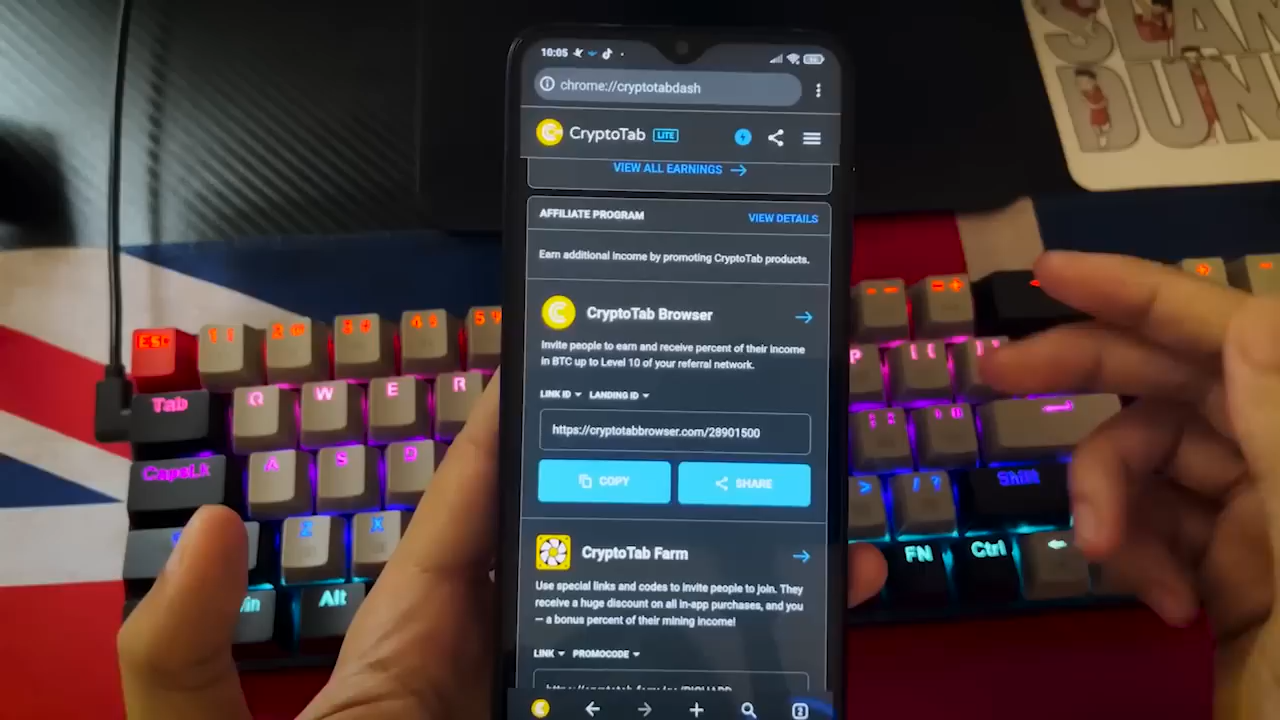 10:05
chrome://cryptotabdash
CryptoTab LITE
VIEW ALL EARNINGS
AFFILIATE PROGRAM VIEW DETAILS
Earn additional income by promoting CryptoTab products.
CryptoTab Browser
Invite people to earn and receive percent of their income
in BTC up to Level 10 of your referral network.
LINK ID LANDING ID
https://cryptotabbrowser.com/28901500
COPY SHARE
CryptoTab Farm
Use special links and codes to invite people to join. They
receive a huge discount on all in-app purchases, and you
— a bonus percent of their mining income!
LINK PROMOCODE
2
SLAM
DUN
ESC
Tab Q W E R P [{ ]}
CapsLk A S D
Shift
Z X
Alt
FN Ctrl